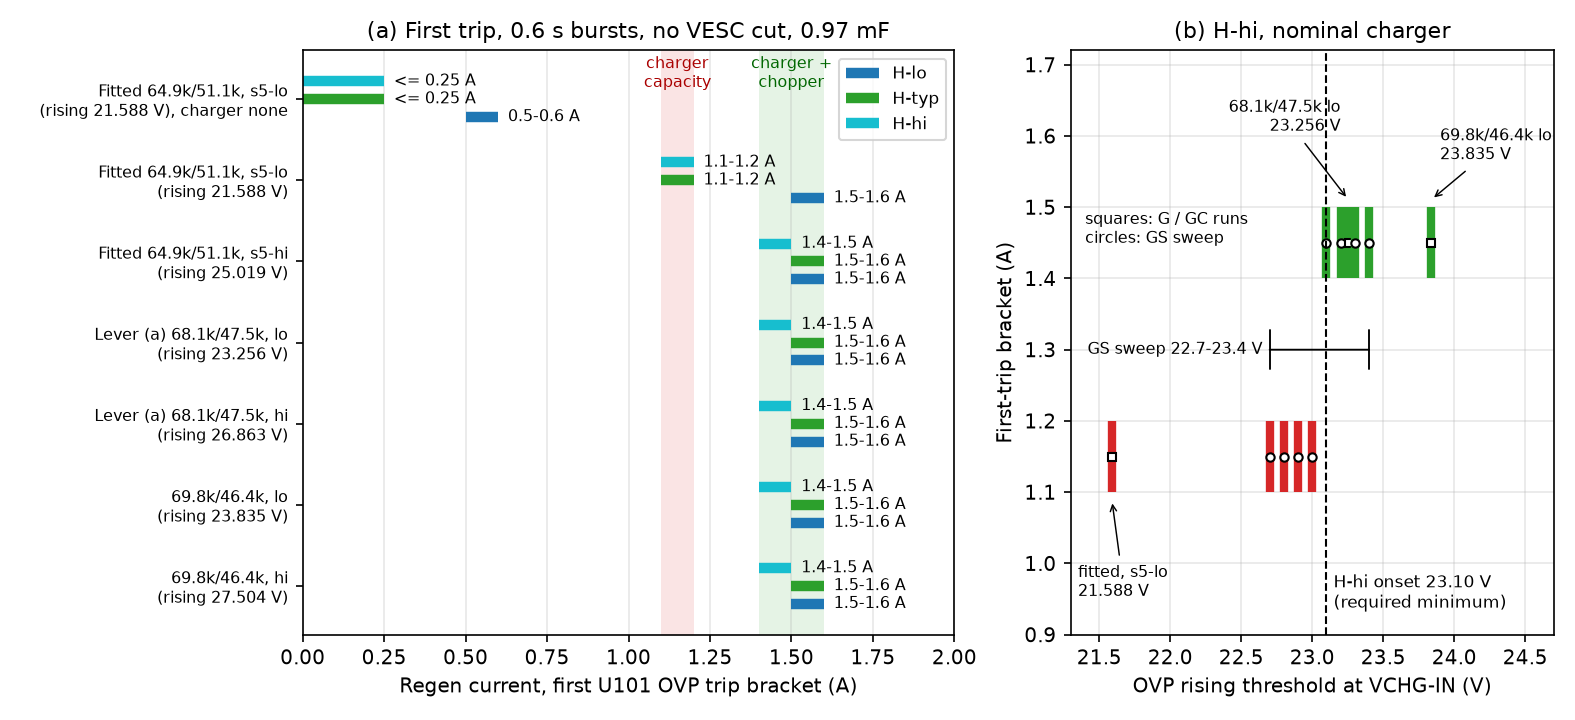 (a) First trip, 0.6 s bursts, no VESC cut, 0.97 mF
charger
capacity
charger +
chopper
H-lo
H-typ
H-hi
Fitted 64.9k/51.1k, s5-lo
(rising 21.588 V), charger none
<= 0.25 A
<= 0.25 A
0.5-0.6 A
Fitted 64.9k/51.1k, s5-lo
(rising 21.588 V)
1.1-1.2 A
1.1-1.2 A
1.5-1.6 A
Fitted 64.9k/51.1k, s5-hi
(rising 25.019 V)
1.4-1.5 A
1.5-1.6 A
1.5-1.6 A
Lever (a) 68.1k/47.5k, lo
(rising 23.256 V)
1.4-1.5 A
1.5-1.6 A
1.5-1.6 A
Lever (a) 68.1k/47.5k, hi
(rising 26.863 V)
1.4-1.5 A
1.5-1.6 A
1.5-1.6 A
69.8k/46.4k, lo
(rising 23.835 V)
1.4-1.5 A
1.5-1.6 A
1.5-1.6 A
69.8k/46.4k, hi
(rising 27.504 V)
1.4-1.5 A
1.5-1.6 A
1.5-1.6 A
0.00 0.25 0.50 0.75 1.00 1.25 1.50 1.75 2.00
Regen current, first U101 OVP trip bracket (A)
(b) H-hi, nominal charger
First-trip bracket (A)
1.7
1.6
1.5
1.4
1.3
1.2
1.1
1.0
0.9
68.1k/47.5k lo
23.256 V
69.8k/46.4k lo
23.835 V
squares: G / GC runs
circles: GS sweep
GS sweep 22.7-23.4 V
fitted, s5-lo
21.588 V
H-hi onset 23.10 V
(required minimum)
21.5 22.0 22.5 23.0 23.5 24.0 24.5
OVP rising threshold at VCHG-IN (V)